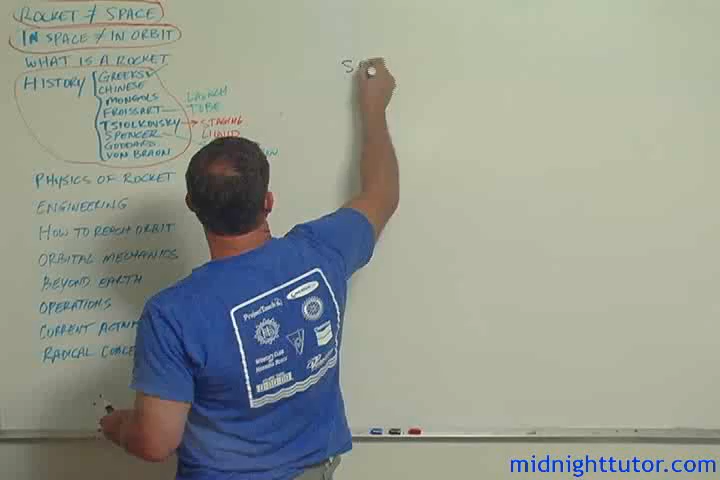 ROCKET ≠ SPACE
IN SPACE ≠ IN ORBIT
WHAT IS A ROCKET
HISTORY
GREEKS
CHINESE
MONGOLS
FROISSART
TSIOLKOVSKY
SPENCER
GODDARD
VON BRAUN
LAUNCH
TUBE
STAGING
LIQUID
PHYSICS OF ROCKET
ENGINEERING
HOW TO REACH ORBIT
ORBITAL MECHANICS
BEYOND EARTH
OPERATIONS
CURRENT
RADICAL
S
midnighttutor.com